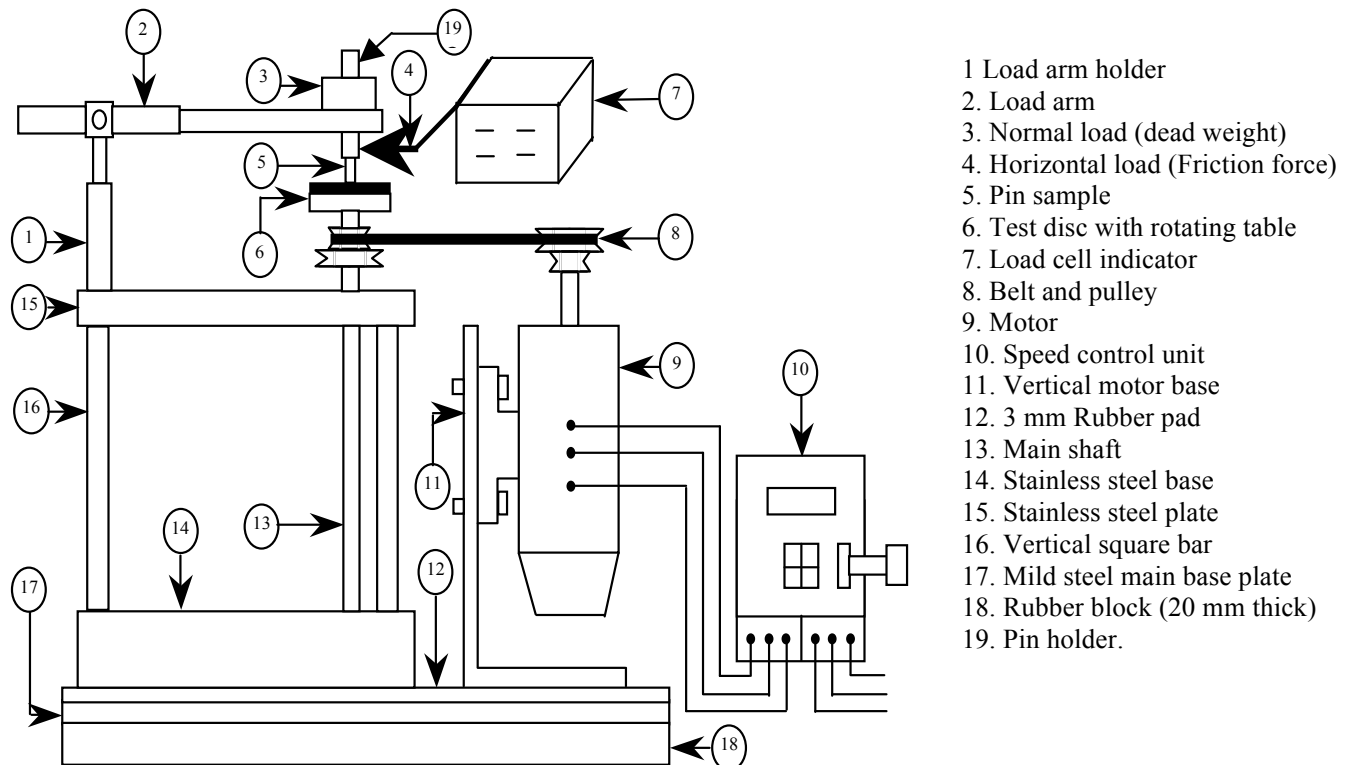 2
19
3
4
7
5
1
6
8
15
9
10
16
11
14
13
12
17
18
1 Load arm holder
2. Load arm
3. Normal load (dead weight)
4. Horizontal load (Friction force)
5. Pin sample
6. Test disc with rotating table
7. Load cell indicator
8. Belt and pulley
9. Motor
10. Speed control unit
11. Vertical motor base
12. 3 mm Rubber pad
13. Main shaft
14. Stainless steel base
15. Stainless steel plate
16. Vertical square bar
17. Mild steel main base plate
18. Rubber block (20 mm thick)
19. Pin holder.